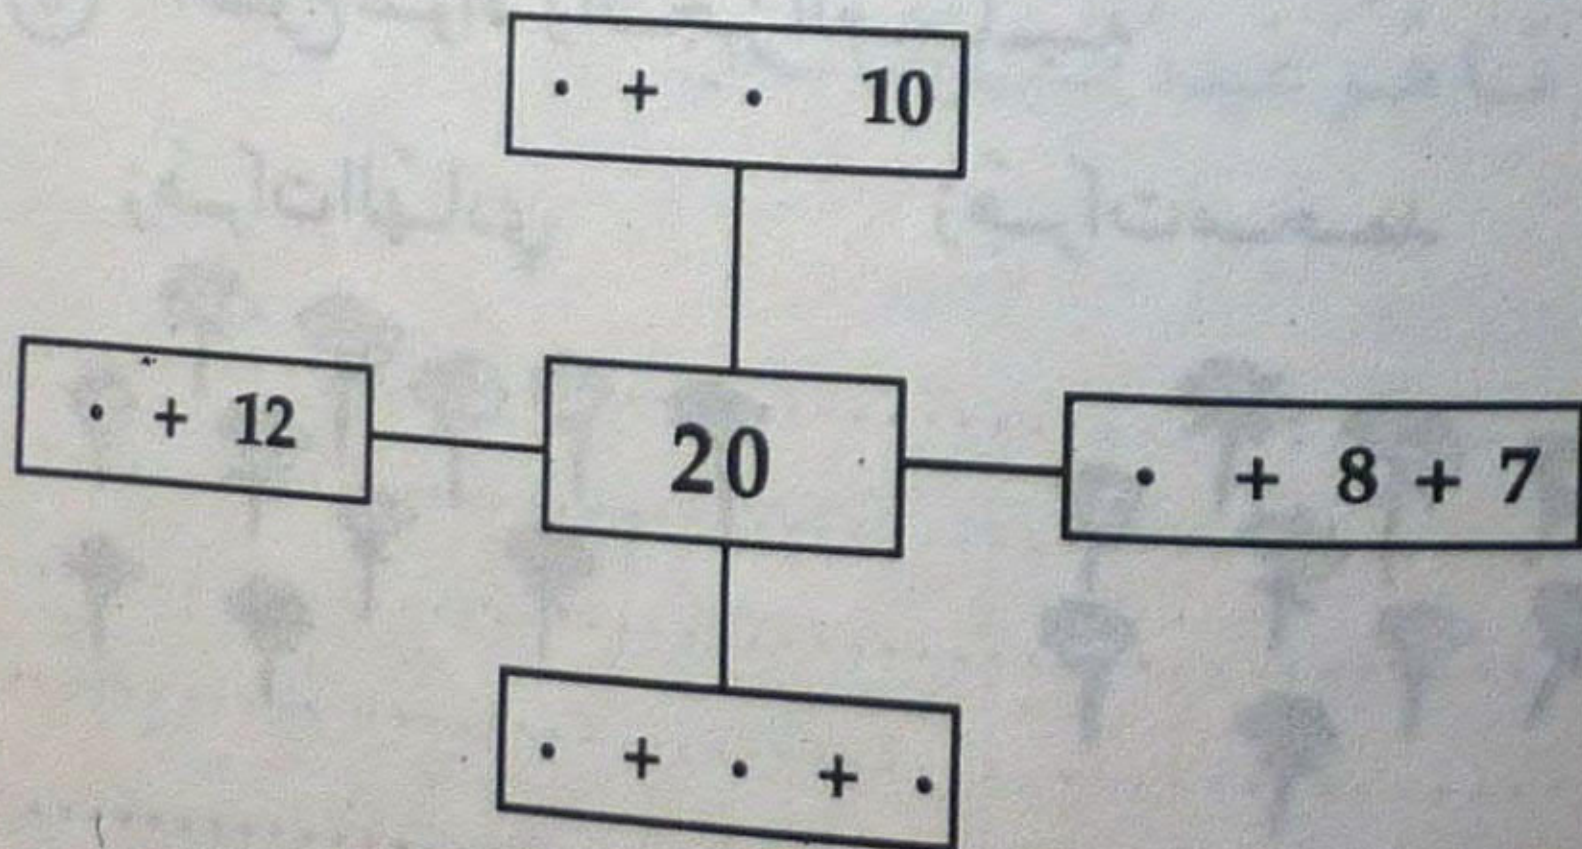 · + · 10
· + 12
20
· + 8 + 7
· + · + ·